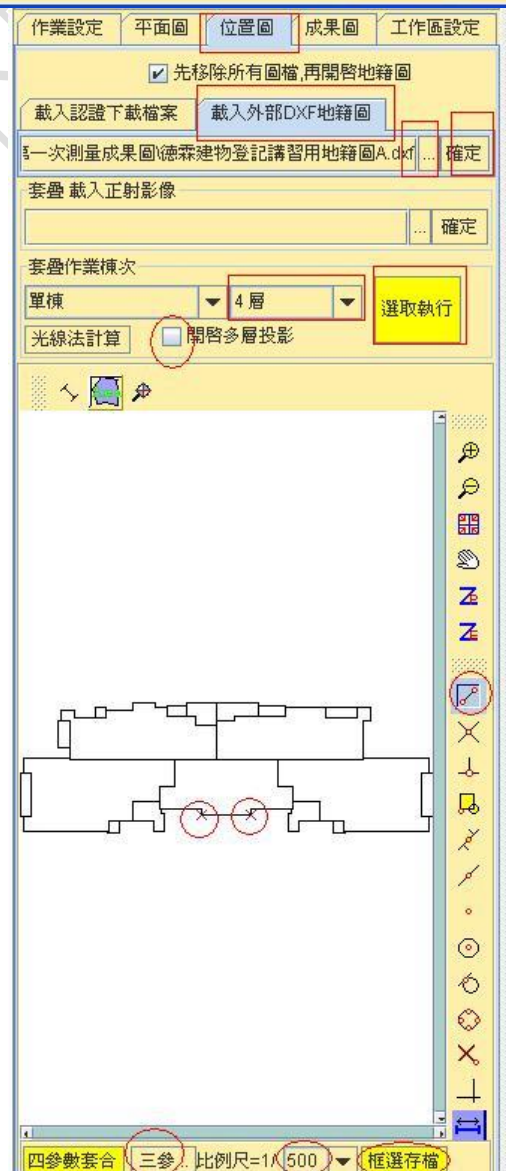 作業設定 平面圖 位置圖 成果圖 工作區設定
先移除所有圖檔,再開啓地籍圖
載入認證下載檔案 載入外部DXF地籍圖
第一次測量成果圖\德霖建物登記講習用地籍圖A.dxf ... 確定
套疊 載入正射影像
... 確定
套疊作業棟次
單棟 4 層 選取執行
光線法計算 開啓多層投影
四參數套合 三參.. 比例尺=1/ 500 框選存檔